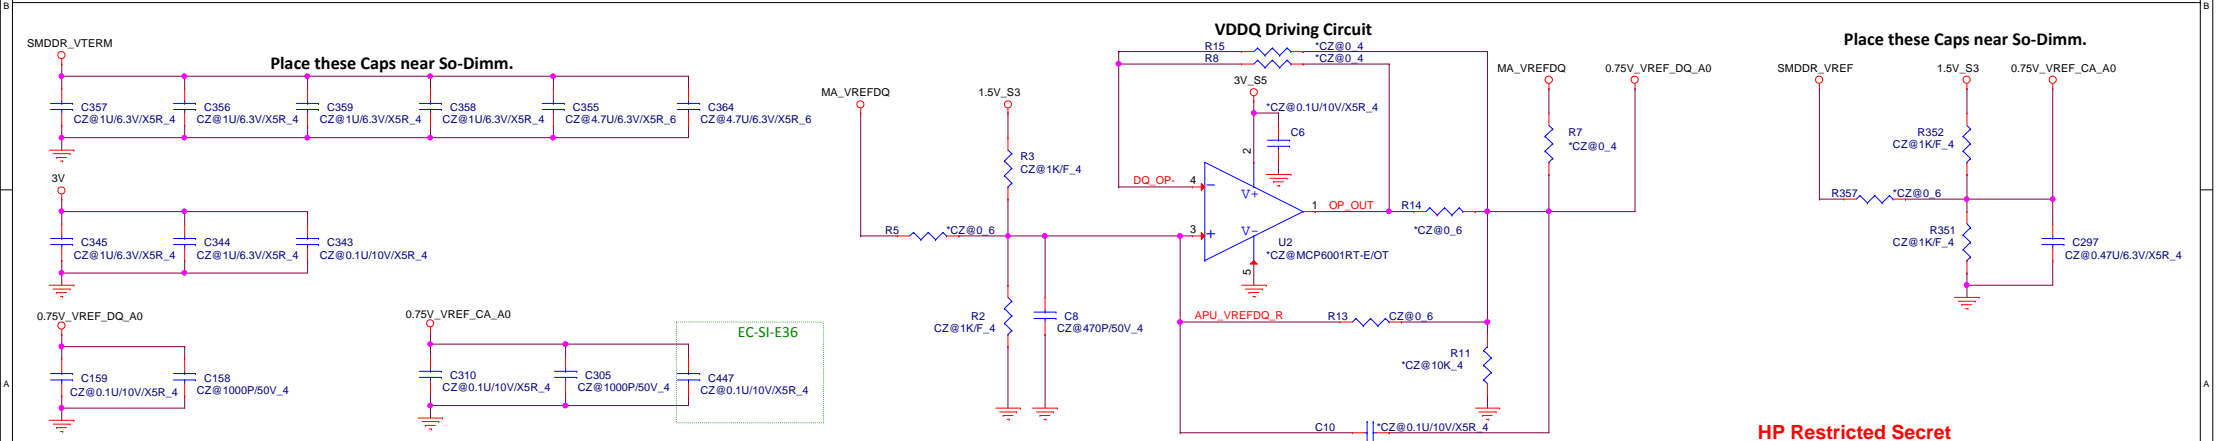 B
B
VDDQ Driving Circuit
Place these Caps near So-Dimm.
SMDDR_VTERM
Place these Caps near So-Dimm.
C357
CZ@1U/6.3V/X5R_4
C356
CZ@1U/6.3V/X5R_4
C359
CZ@1U/6.3V/X5R_4
C358
CZ@1U/6.3V/X5R_4
C355
CZ@4.7U/6.3V/X5R_6
C364
CZ@4.7U/6.3V/X5R_6
3V
C345
CZ@1U/6.3V/X5R_4
C344
CZ@1U/6.3V/X5R_4
C343
CZ@0.1U/10V/X5R_4
0.75V_VREF_DQ_A0
C159
CZ@0.1U/10V/X5R_4
C158
CZ@1000P/50V_4
0.75V_VREF_CA_A0
C310
CZ@0.1U/10V/X5R_4
C305
CZ@1000P/50V_4
EC-SI-E36
C447
CZ@0.1U/10V/X5R_4
MA_VREFDQ
1.5V_S3
R3
CZ@1K/F_4
R5
*CZ@0_6
R2
CZ@1K/F_4
C8
CZ@470P/50V_4
R15
*CZ@0_4
R8
*CZ@0_4
3V_S5
*CZ@0.1U/10V/X5R_4
C6
2
DQ_OP-
4
V+
1
OP_OUT
3
V-
U2
*CZ@MCP6001RT-E/OT
5
R14
*CZ@0_6
APU_VREFDQ_R
R13
CZ@0_6
R11
*CZ@10K_4
C10
*CZ@0.1U/10V/X5R_4
MA_VREFDQ
0.75V_VREF_DQ_A0
R7
*CZ@0_4
SMDDR_VREF
1.5V_S3
0.75V_VREF_CA_A0
R352
CZ@1K/F_4
R357
*CZ@0_6
R351
CZ@1K/F_4
C297
CZ@0.47U/6.3V/X5R_4
A
A
HP Restricted Secret